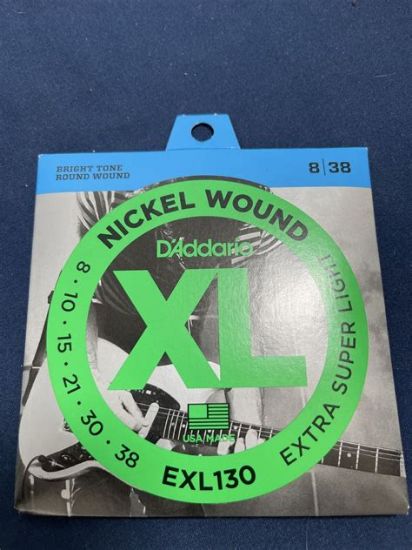 BRIGHT TONE
ROUND WOUND
8|38
NICKEL WOUND
D'Addario
XL
8 · 10 · 15 · 21 · 30 · 38
EXTRA SUPER LIGHT
USA MADE
EXL130